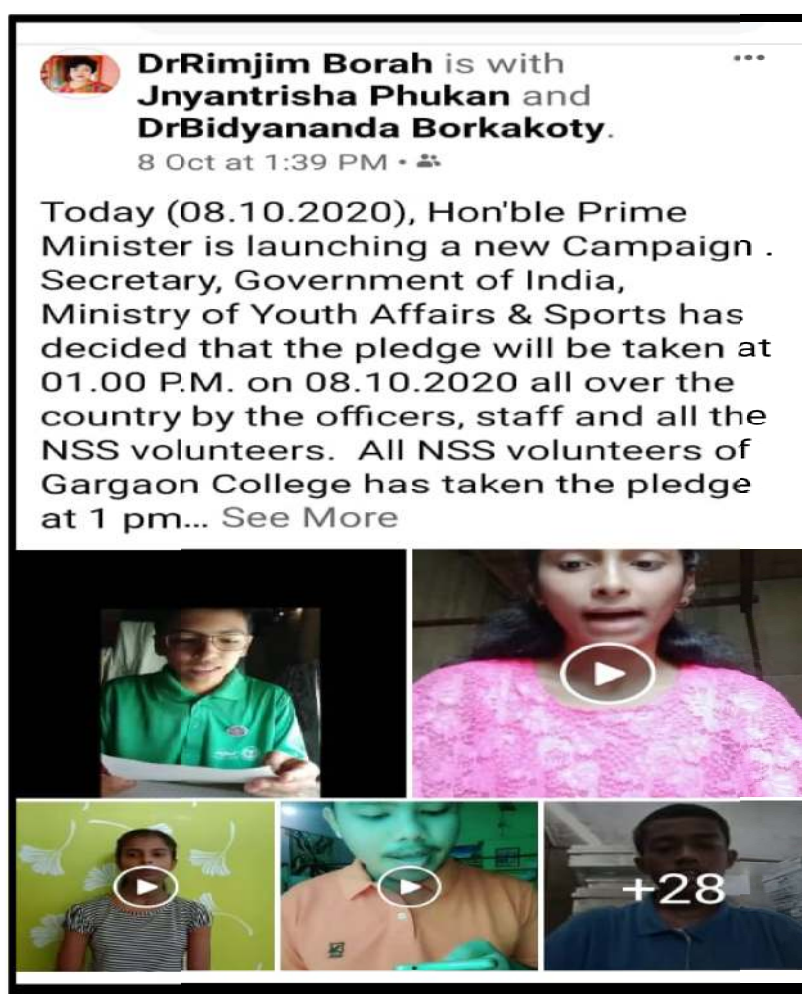 DrRimjim Borah is with
Jnyantrisha Phukan and
DrBidyananda Borkakoty.
8 Oct at 1:39 PM •
Today (08.10.2020), Hon'ble Prime
Minister is launching a new Campaign .
Secretary, Government of India,
Ministry of Youth Affairs & Sports has
decided that the pledge will be taken at
01.00 P.M. on 08.10.2020 all over the
country by the officers, staff and all the
NSS volunteers.  All NSS volunteers of
Gargaon College has taken the pledge
at 1 pm... See More
+28